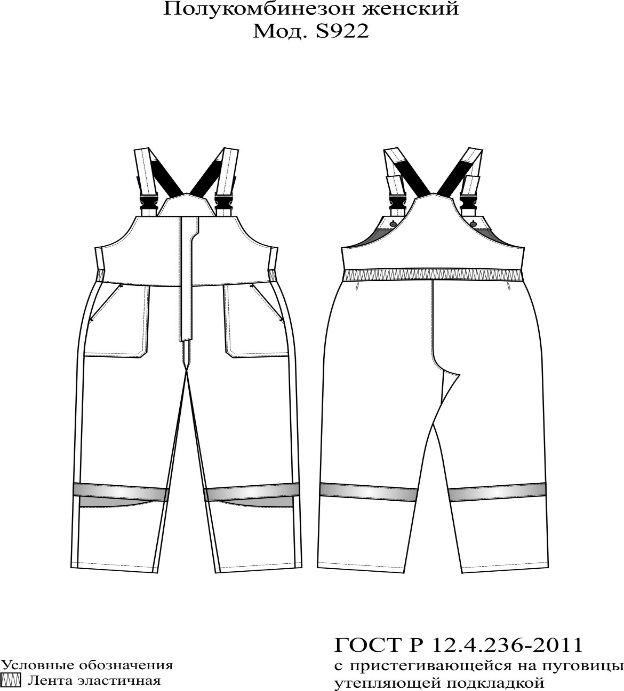 Полукомбинезон женский
Мод. S922
Условные обозначения
Лента эластичная
ГОСТ Р 12.4.236-2011
с пристегивающейся на пуговицы
утепляющей подкладкой